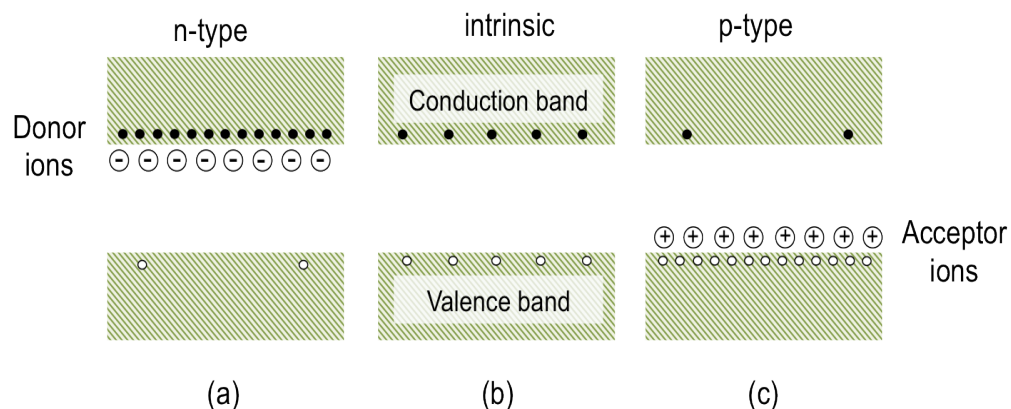 n-type
intrinsic
p-type
Conduction band
Donor
ions
- - - - - - - -
+ + + + + + + +
Acceptor
ions
Valence band
(a)
(b)
(c)